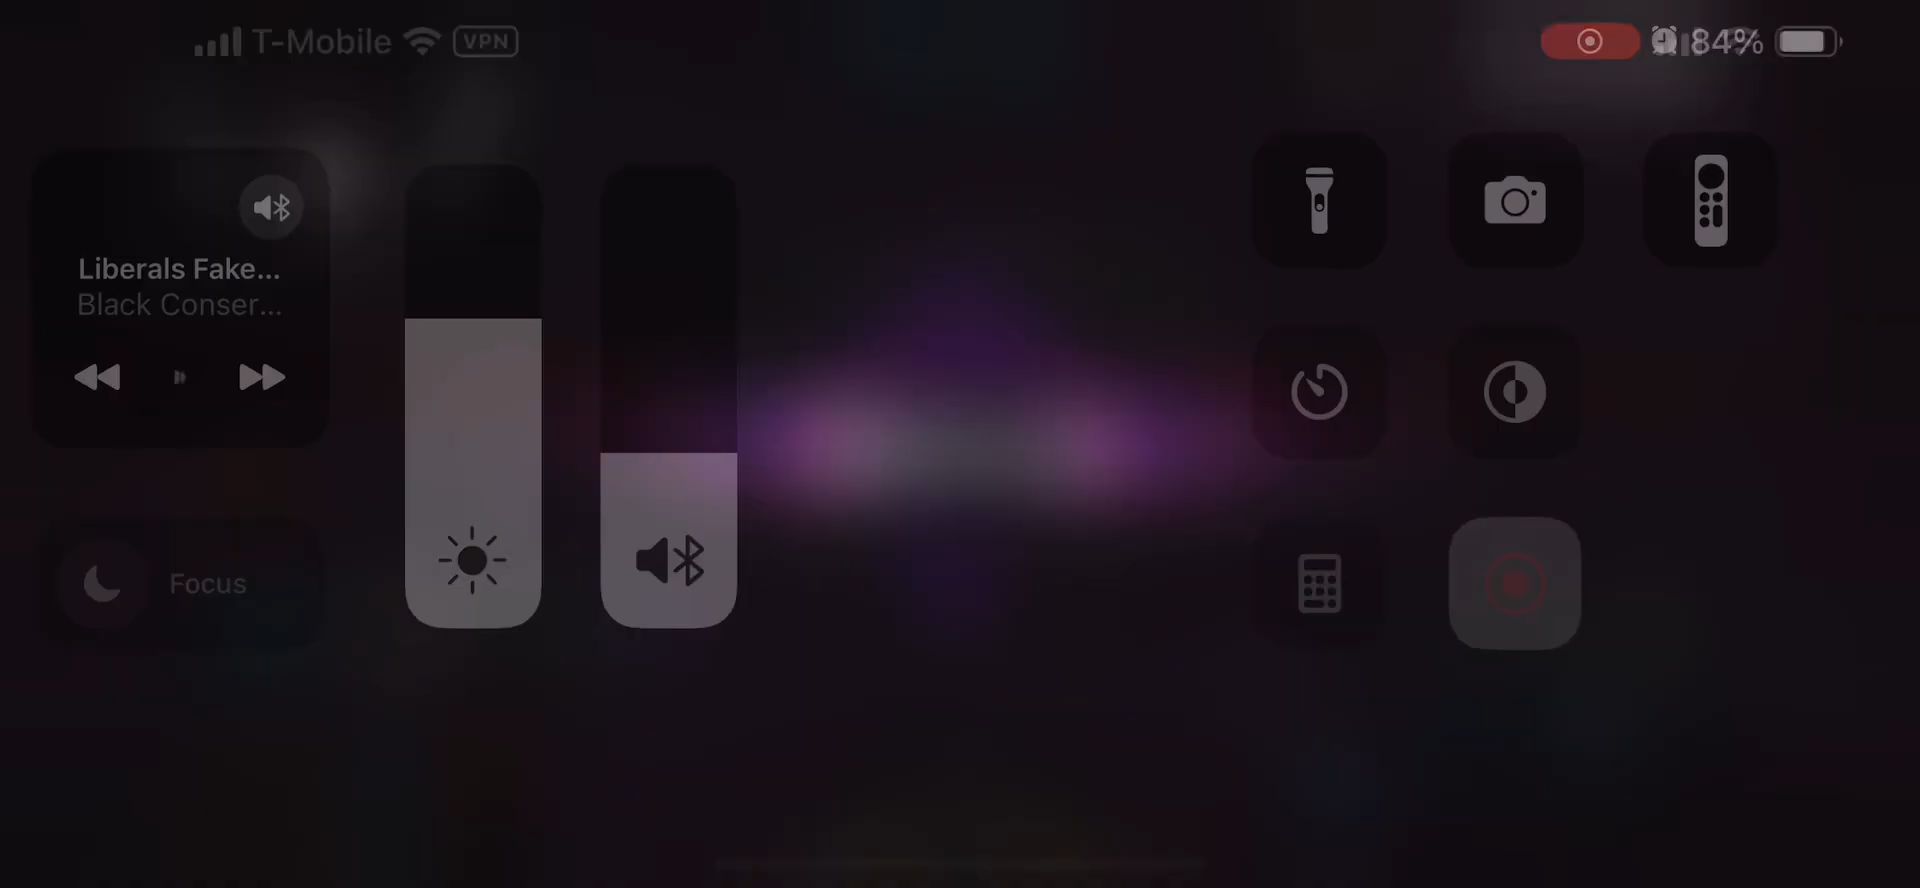 T-Mobile VPN
84%
Liberals Fake...
Black Conser...
Focus